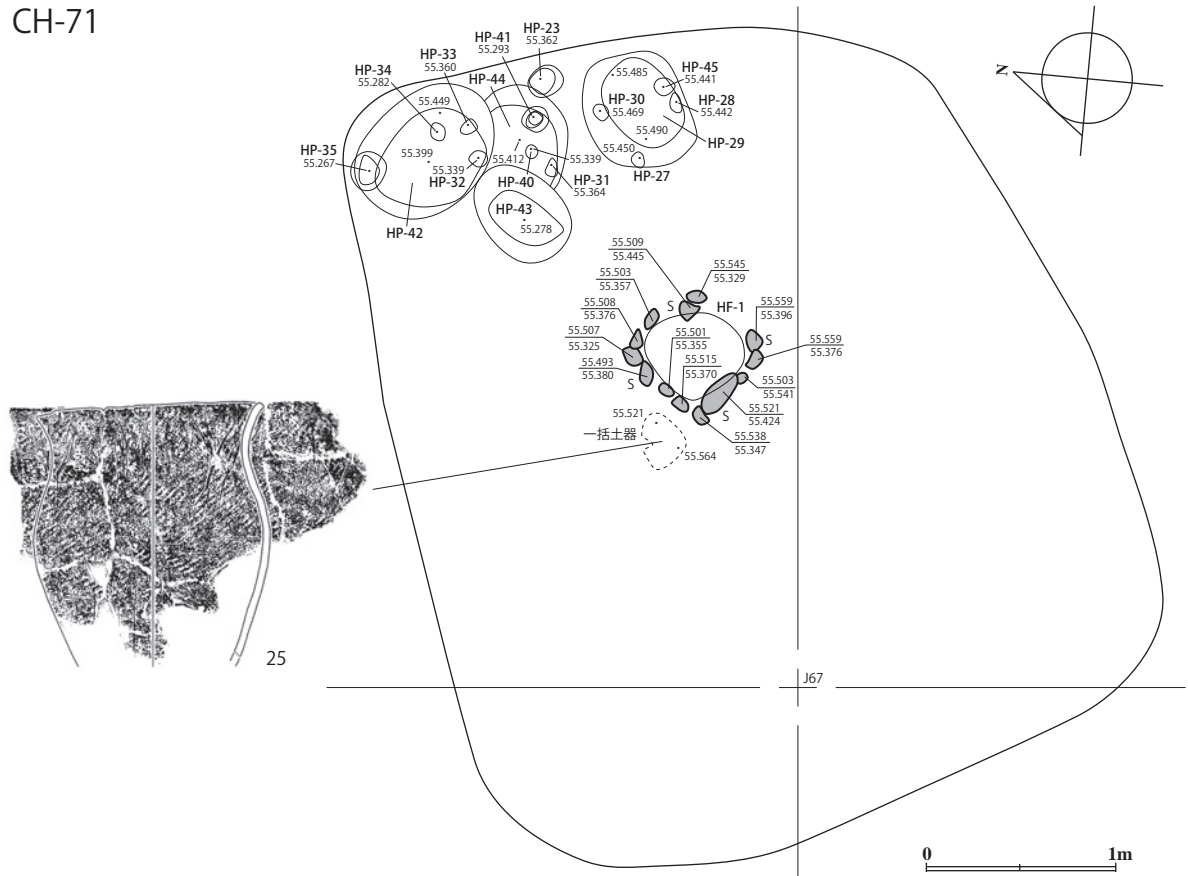 CH-71
HP-23
55.362
HP-41
55.293
HP-33
55.360
HP-44
HP-34
55.282
55.449
HP-35
55.267
55.399
55.339
HP-32
HP-42
55.412
HP-40
55.339
HP-31
55.364
HP-43
55.278
55.485
HP-45
55.441
HP-30
55.469
HP-28
55.442
55.490
HP-29
55.450
HP-27
N
55.509
55.445
55.545
55.329
55.503
55.357
S
HF-1
55.559
55.396
55.508
55.376
S
55.507
55.325
55.501
55.355
55.559
55.376
55.493
55.380
55.515
55.370
S
55.503
55.541
S
55.521
55.424
55.538
55.347
55.521
一括土器
55.564
25
J67
0
1m